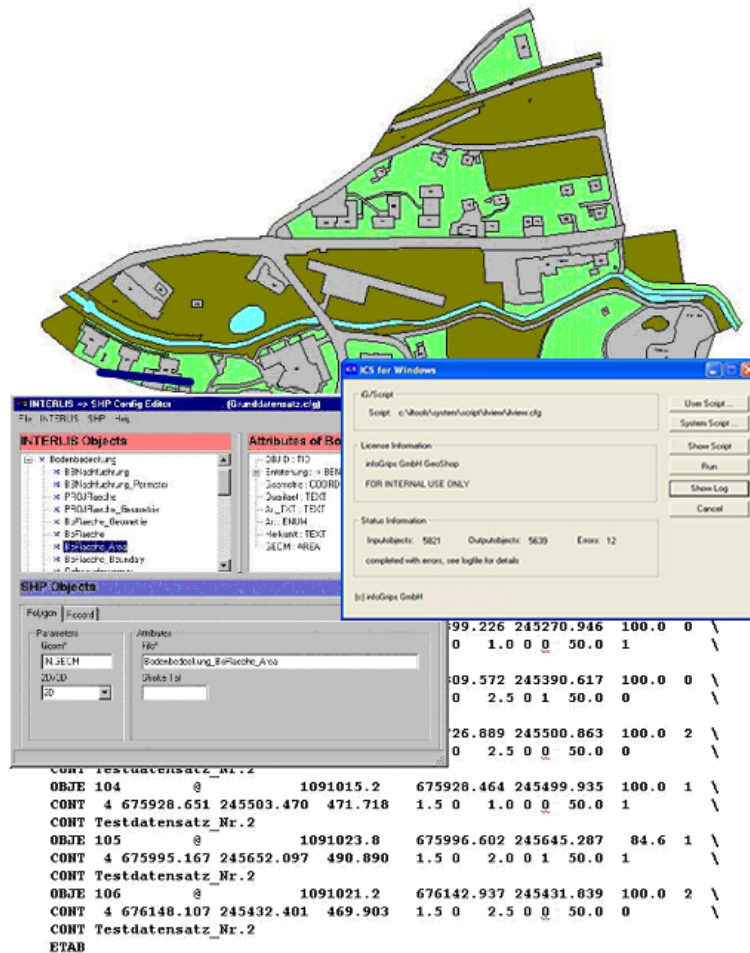 ICS for Windows
iG/Script
Script: c:\iltools\system\script\ilview\ilview.cfg
License Information
infoGrips GmbH GeoShop
FOR INTERNAL USE ONLY
Status Information
Inputobjects: 5821 Outputobjects: 5639 Errors: 12
completed with errors, see logfile for details
(c) infoGrips GmbH
User Script ...
System Script ...
Show Script
Run
Show Log
Cancel
INTERLIS => SHP Config Editor (Grunddatensatz.cfg)
File INTERLIS SHP Help
INTERLIS Objects
Bodenbedeckung
BBNachfuehrung
BBNachfuehrung_Perimeter
PROJFlaeche
PROJFlaeche_Geometrie
BoFlaeche_Geometrie
BoFlaeche
BoFlaeche_Area
BoFlaeche_Boundary
Attributes of Bo
OBJID : TID
Entstehung : -> BBN
Geometrie : COORD
Qualitaet : TEXT
Art_TXT : TEXT
Art : ENUM
Herkunft : TEXT
GEOM : AREA
SHP Objects
Polygon Record
Parameters
Geom*
IN.GEOM
2D/3D
2D
Attributes
File*
Bodenbedeckung_BoFlaeche_Area
Stroke Tol
99.226 245270.946 100.0 0 \
0 1.0 0 0 50.0 1 \
09.572 245390.617 100.0 0 \
0 2.5 0 1 50.0 0 \
26.889 245500.863 100.0 2 \
0 2.5 0 0 50.0 0 \
CONT Testdatensatz_Nr.2
OBJE 104 @ 1091015.2 675928.464 245499.935 100.0 1 \
CONT 4 675928.651 245503.470 471.718 1.5 0 1.0 0 0 50.0 1 \
CONT Testdatensatz_Nr.2
OBJE 105 @ 1091023.8 675996.602 245645.287 84.6 1 \
CONT 4 675995.167 245652.097 490.890 1.5 0 2.0 0 1 50.0 1 \
CONT Testdatensatz_Nr.2
OBJE 106 @ 1091021.2 676142.937 245431.839 100.0 2 \
CONT 4 676148.107 245432.401 469.903 1.5 0 2.5 0 0 50.0 0 \
CONT Testdatensatz_Nr.2
ETAB